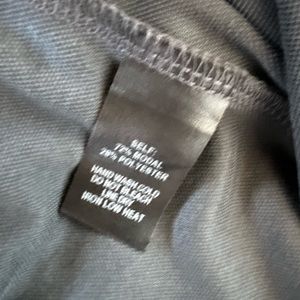 SELF:
72% MODAL
28% POLYESTER
HAND WASH COLD
DO NOT BLEACH
LINE DRY
IRON LOW HEAT